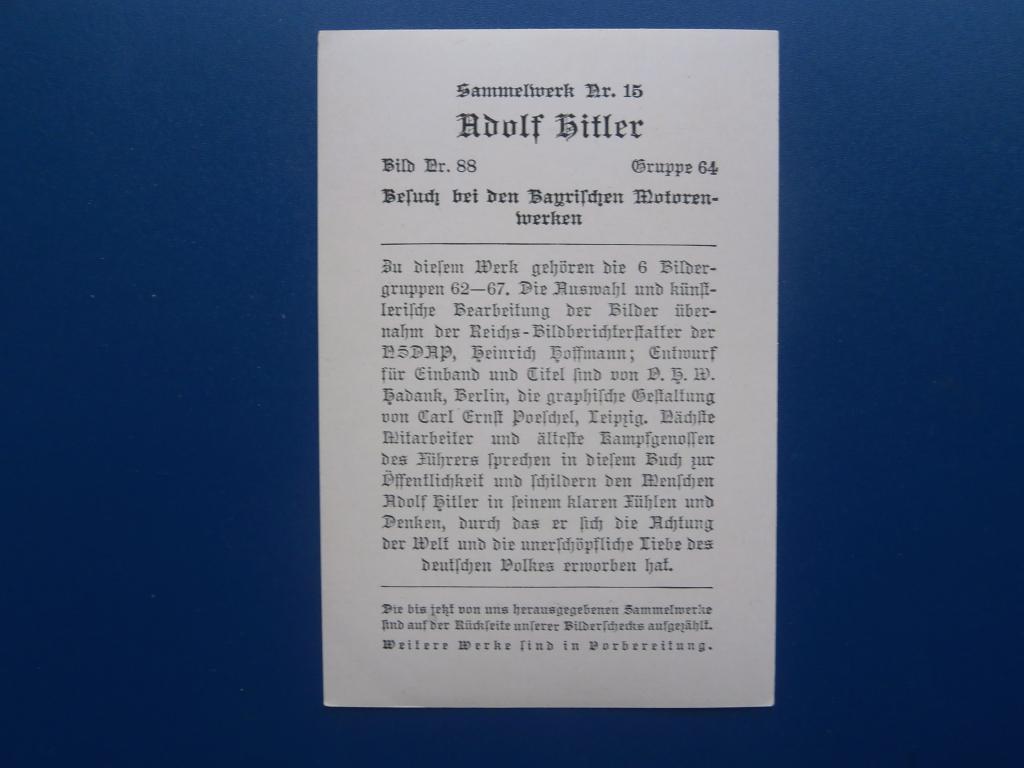 Sammelwerk Nr. 15
Adolf Hitler
Bild Nr. 88 Gruppe 64
Besuch bei den Bayrischen Motoren-
werken
Zu diesem Werk gehören die 6 Bilder-
gruppen 62—67. Die Auswahl und künst-
lerische Bearbeitung der Bilder über-
nahm der Reichs-Bildberichterstatter der
NSDAP, Heinrich Hoffmann; Entwurf
für Einband und Titel sind von O. H. W.
Hadank, Berlin, die graphische Gestaltung
von Carl Ernst Poeschel, Leipzig. Nächste
Mitarbeiter und älteste Kampfgenossen
des Führers sprechen in diesem Buch zur
Öffentlichkeit und schildern den Menschen
Adolf Hitler in seinem klaren Fühlen und
Denken, durch das er sich die Achtung
der Welt und die unerschöpfliche Liebe des
deutschen Volkes erworben hat.
Die bis jetzt von uns herausgegebenen Sammelwerke
sind auf der Rückseite unserer Bilderschecks aufgezählt.
Weitere Werke sind in Vorbereitung.